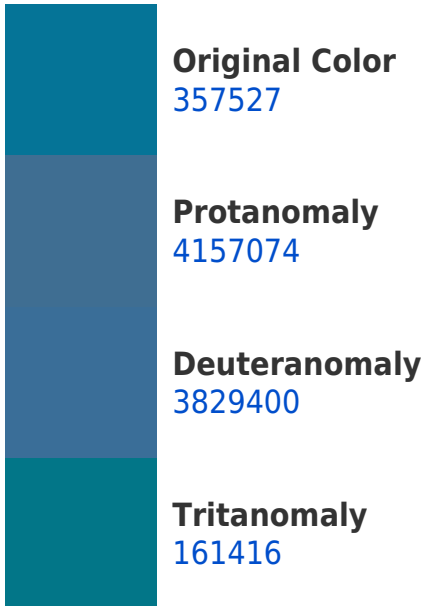 Original Color
357527
Protanomaly
4157074
Deuteranomaly
3829400
Tritanomaly
161416